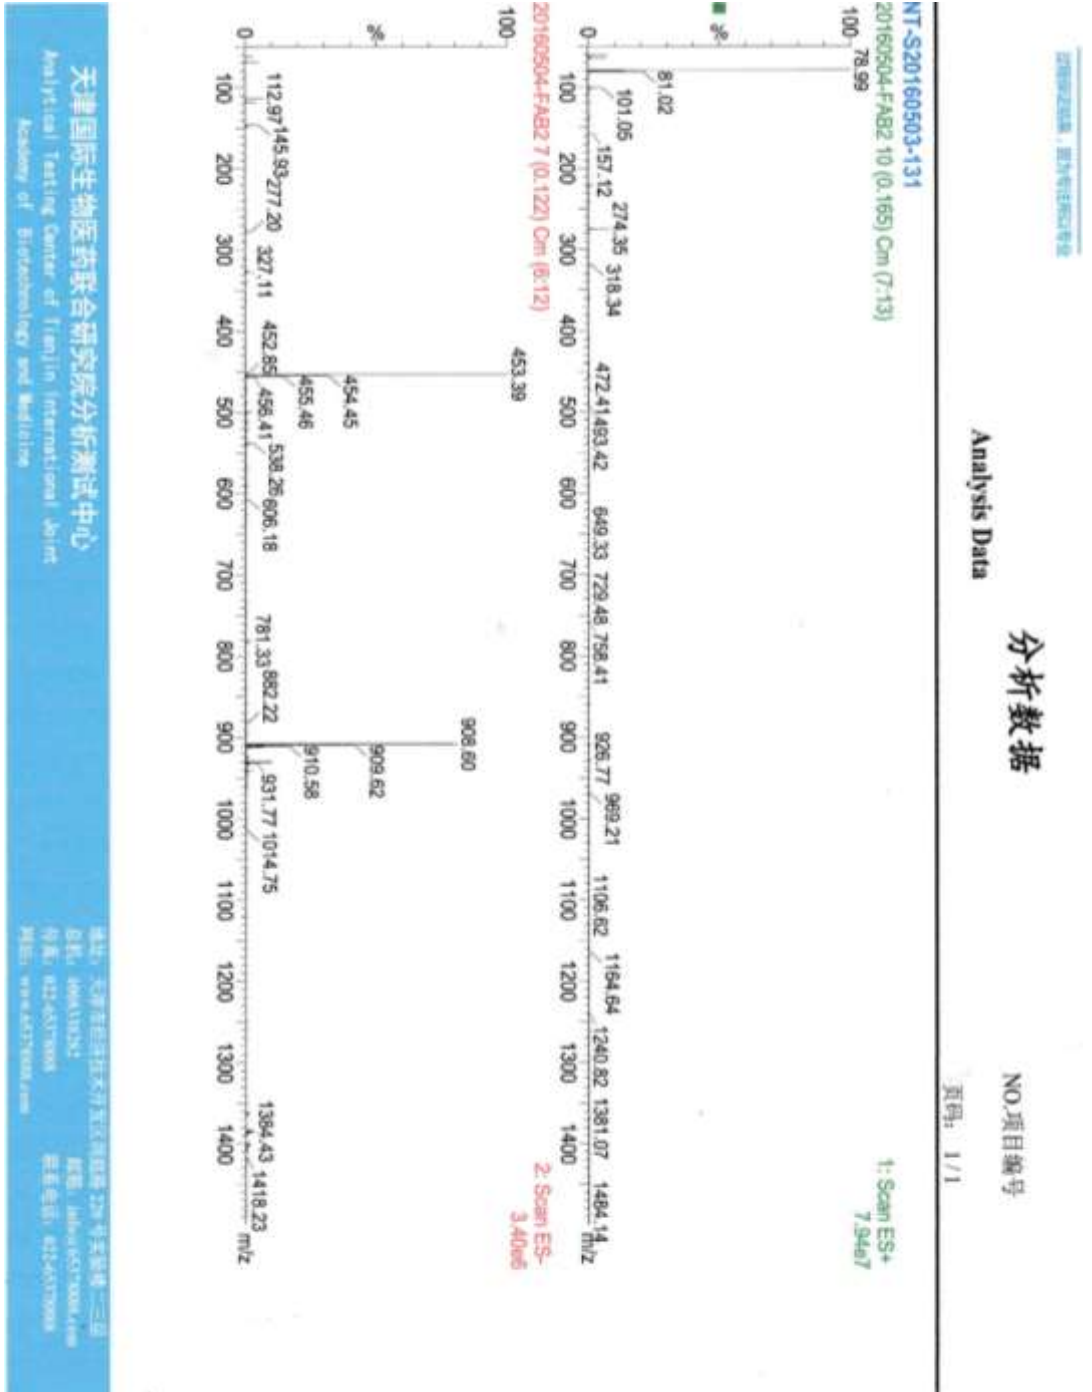 分析数据
NO.项目编号
Analysis Data
页码: 1/1
NT-S20160503-131
20160504-FAB2 10 (0.165) Cm (7:13)
1: Scan ES+
7.94e7
100
%
0
78.99
81.02
101.05
157.12
274.35
318.34
472.41
493.42
649.33
729.48
758.41
926.77
969.21
1106.62
1164.64
1240.82
1381.07
1484.14
m/z
100 200 300 400 500 600 700 800 900 1000 1100 1200 1300 1400
20160504-FAB2 7 (0.122) Cm (6:12)
2: Scan ES-
3.40e6
100
%
0
112.97
145.93
277.20
327.11
452.85
453.39
454.45
455.46
456.41
538.26
606.18
781.33
882.22
908.60
909.62
910.58
931.77
1014.75
1384.43
1418.23
m/z
100 200 300 400 500 600 700 800 900 1000 1100 1200 1300 1400
天津国际生物医药联合研究院分析测试中心
Analytical Testing Center of Tianjin International Joint
Academy of Biotechnology and Medicine